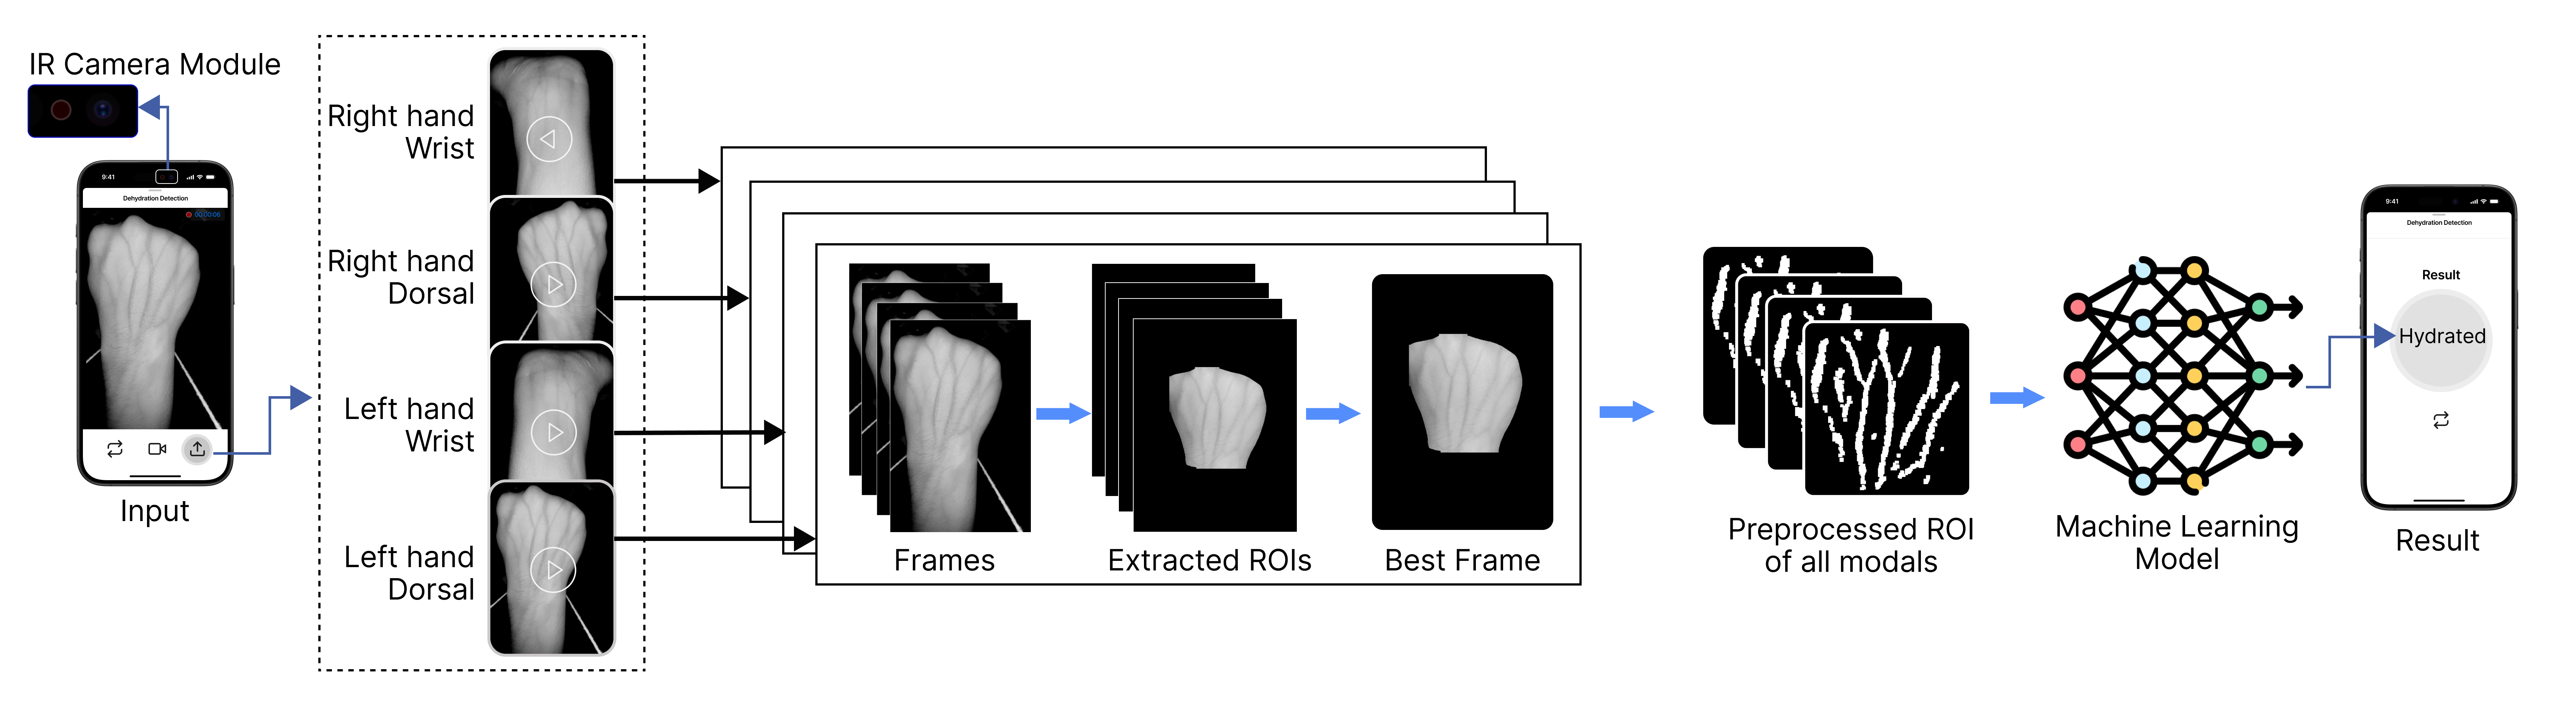 IR Camera Module
9:41
Dehydration Detection
00:00:06
Input
Right hand
Wrist
Right hand
Dorsal
Left hand
Wrist
Left hand
Dorsal
Frames
Extracted ROIs
Best Frame
Preprocessed ROI
of all modals
Machine Learning
Model
9:41
Dehydration Detection
Result
Hydrated
Result